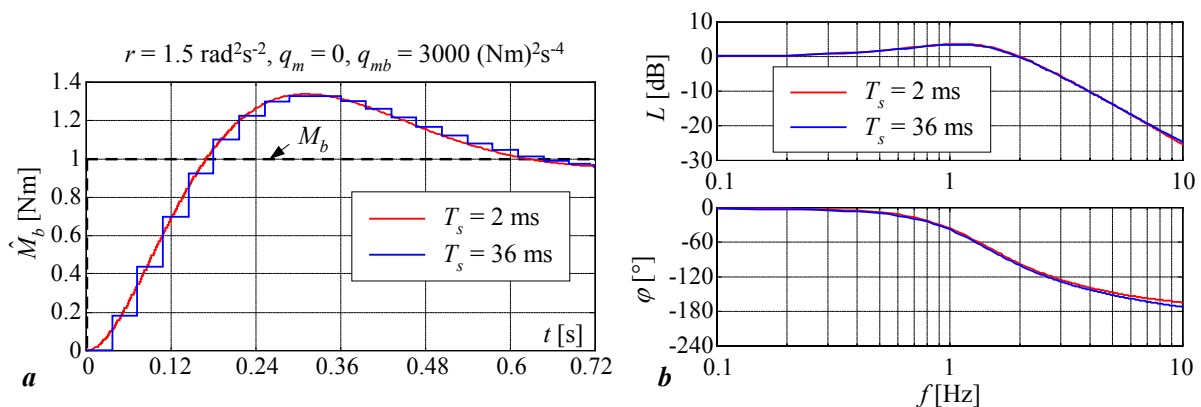 r = 1.5 rad²s⁻², q_m = 0, q_mb = 3000 (Nm)²s⁻⁴
1.4
1.2
1
0.8
0.6
0.4
0.2
0
M̂_b [Nm]
M_b
T_s = 2 ms
T_s = 36 ms
t [s]
0 0.12 0.24 0.36 0.48 0.60 0.72
a
L [dB]
10
0
-10
-20
-30
T_s = 2 ms
T_s = 36 ms
0.1 1 10
φ [°]
0
-60
-120
-180
-240
0.1 1 10
f [Hz]
b